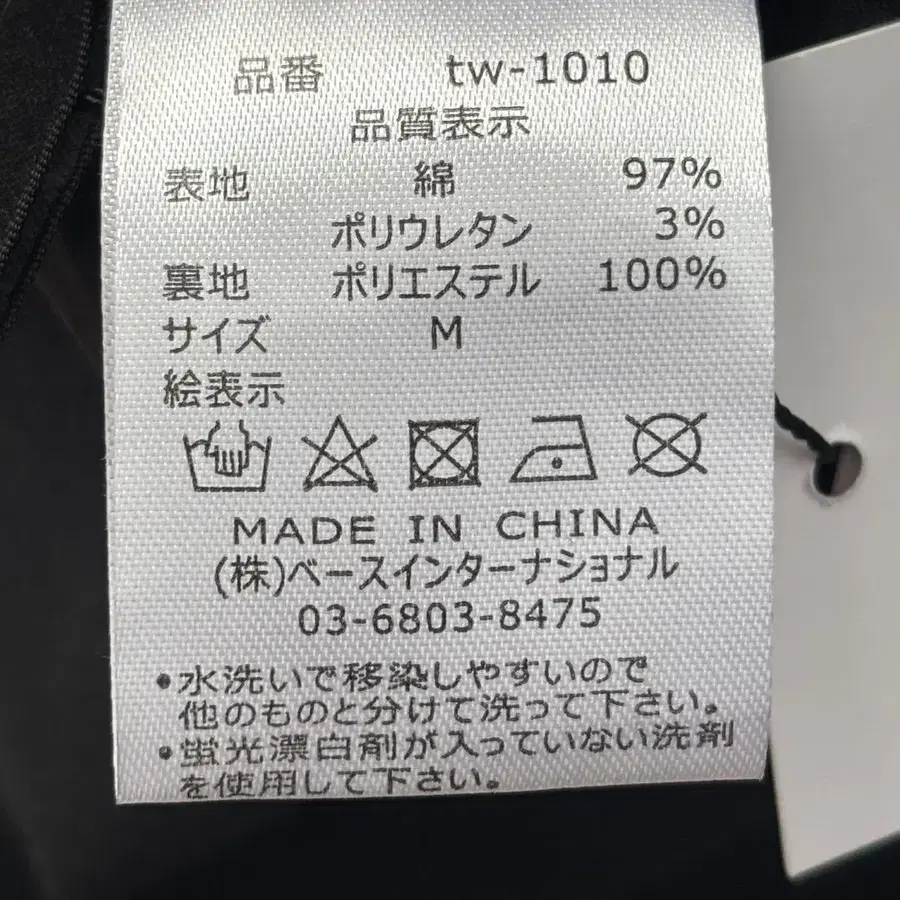 品番 tw-1010
品質表示
表地 綿 97%
ポリウレタン 3%
裏地 ポリエステル 100%
サイズ M
絵表示
MADE IN CHINA
(株)ベースインターナショナル
03-6803-8475
•水洗いで移染しやすいので
他のものと分けて洗って下さい。
•蛍光漂白剤が入っていない洗剤
を使用して下さい。